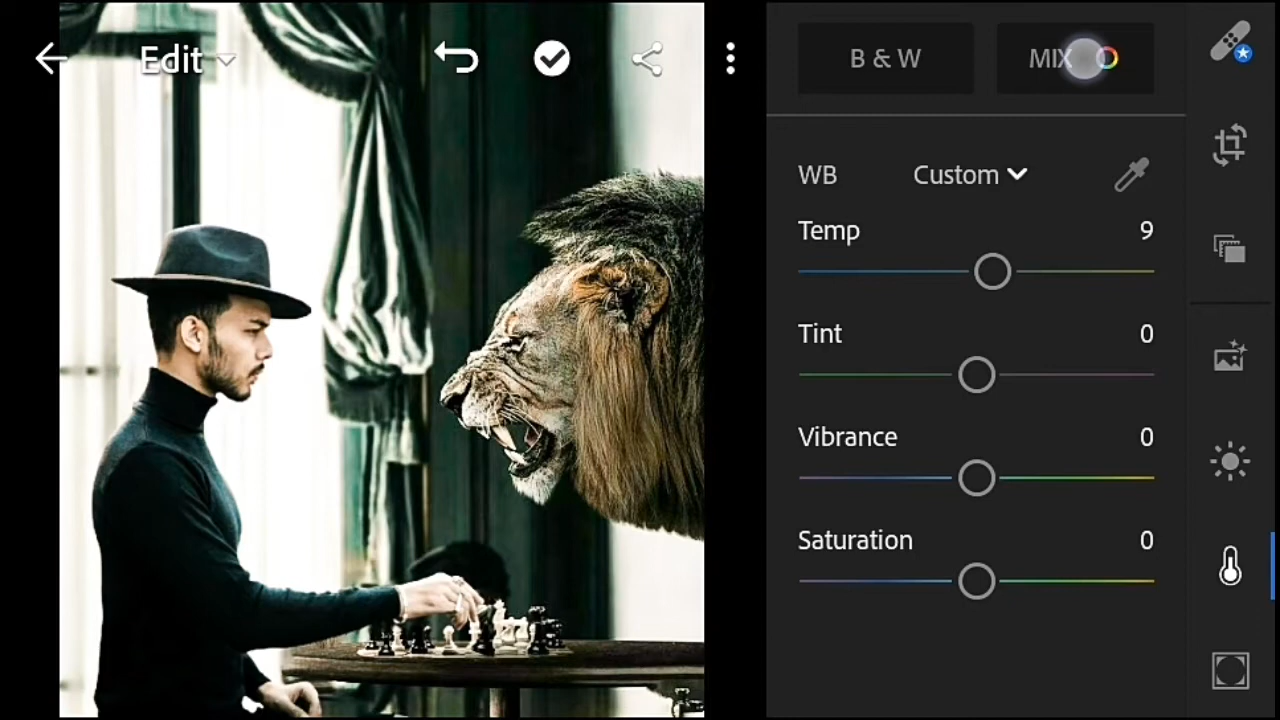 Edit
B & W
MIX
WB Custom
Temp 9
Tint 0
Vibrance 0
Saturation 0